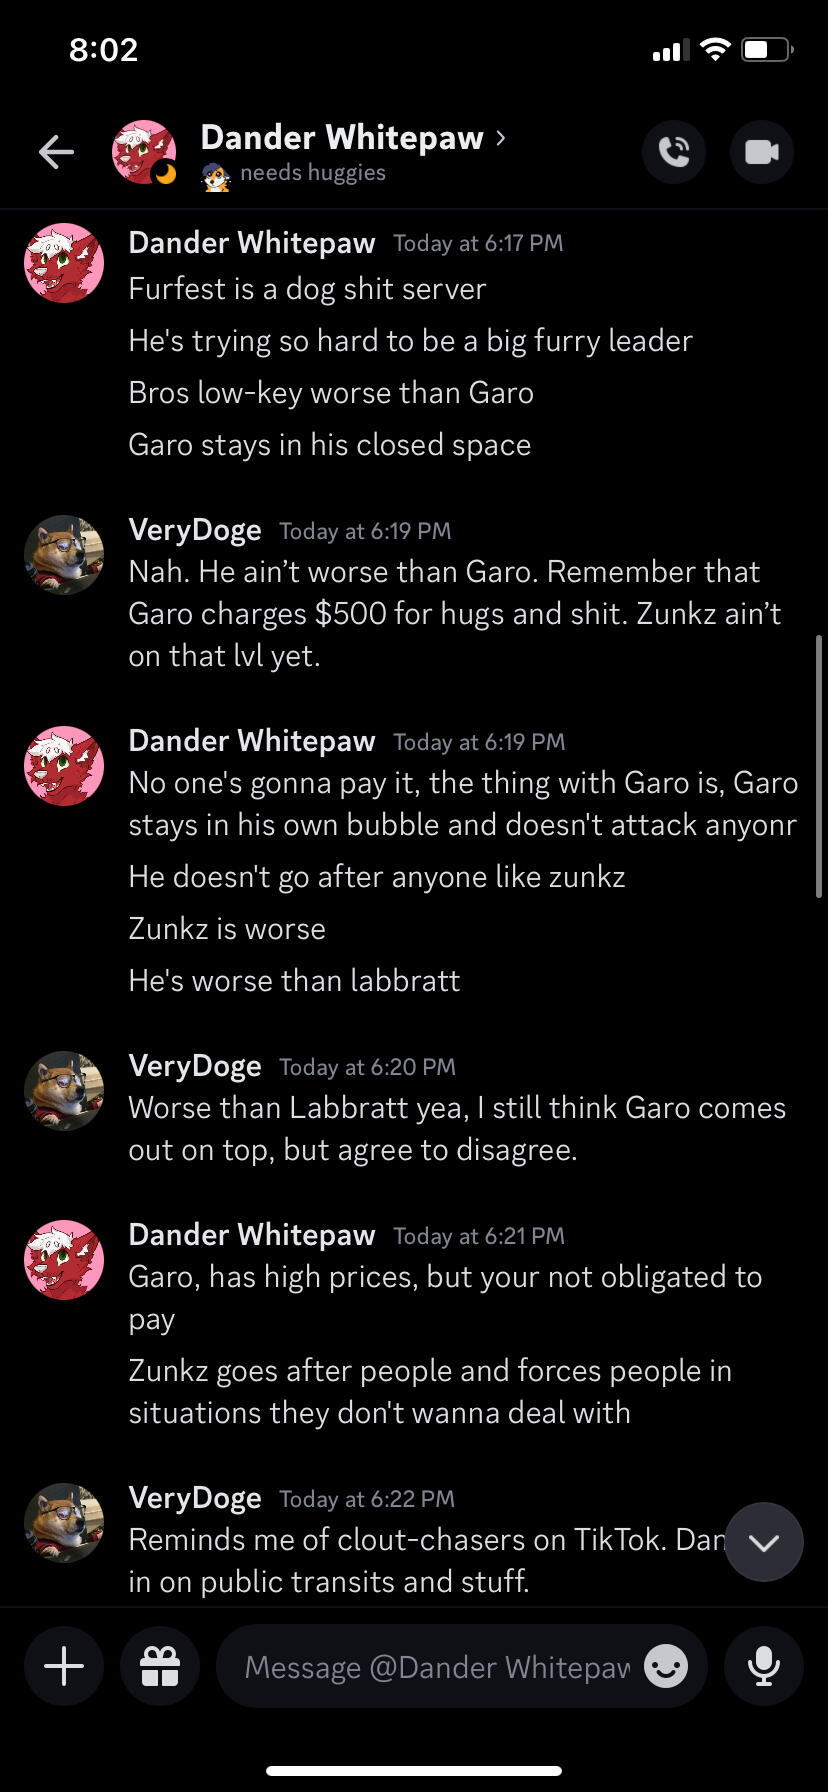 8:02
Dander Whitepaw
needs huggies
Dander Whitepaw Today at 6:17 PM
Furfest is a dog shit server
He's trying so hard to be a big furry leader
Bros low-key worse than Garo
Garo stays in his closed space
VeryDoge Today at 6:19 PM
Nah. He ain’t worse than Garo. Remember that
Garo charges $500 for hugs and shit. Zunkz ain’t
on that lvl yet.
Dander Whitepaw Today at 6:19 PM
No one's gonna pay it, the thing with Garo is, Garo
stays in his own bubble and doesn't attack anyonr
He doesn't go after anyone like zunkz
Zunkz is worse
He's worse than labbratt
VeryDoge Today at 6:20 PM
Worse than Labbratt yea, I still think Garo comes
out on top, but agree to disagree.
Dander Whitepaw Today at 6:21 PM
Garo, has high prices, but your not obligated to
pay
Zunkz goes after people and forces people in
situations they don't wanna deal with
VeryDoge Today at 6:22 PM
Reminds me of clout-chasers on TikTok.
in on public transits and stuff.
Message @Dander Whitepaw